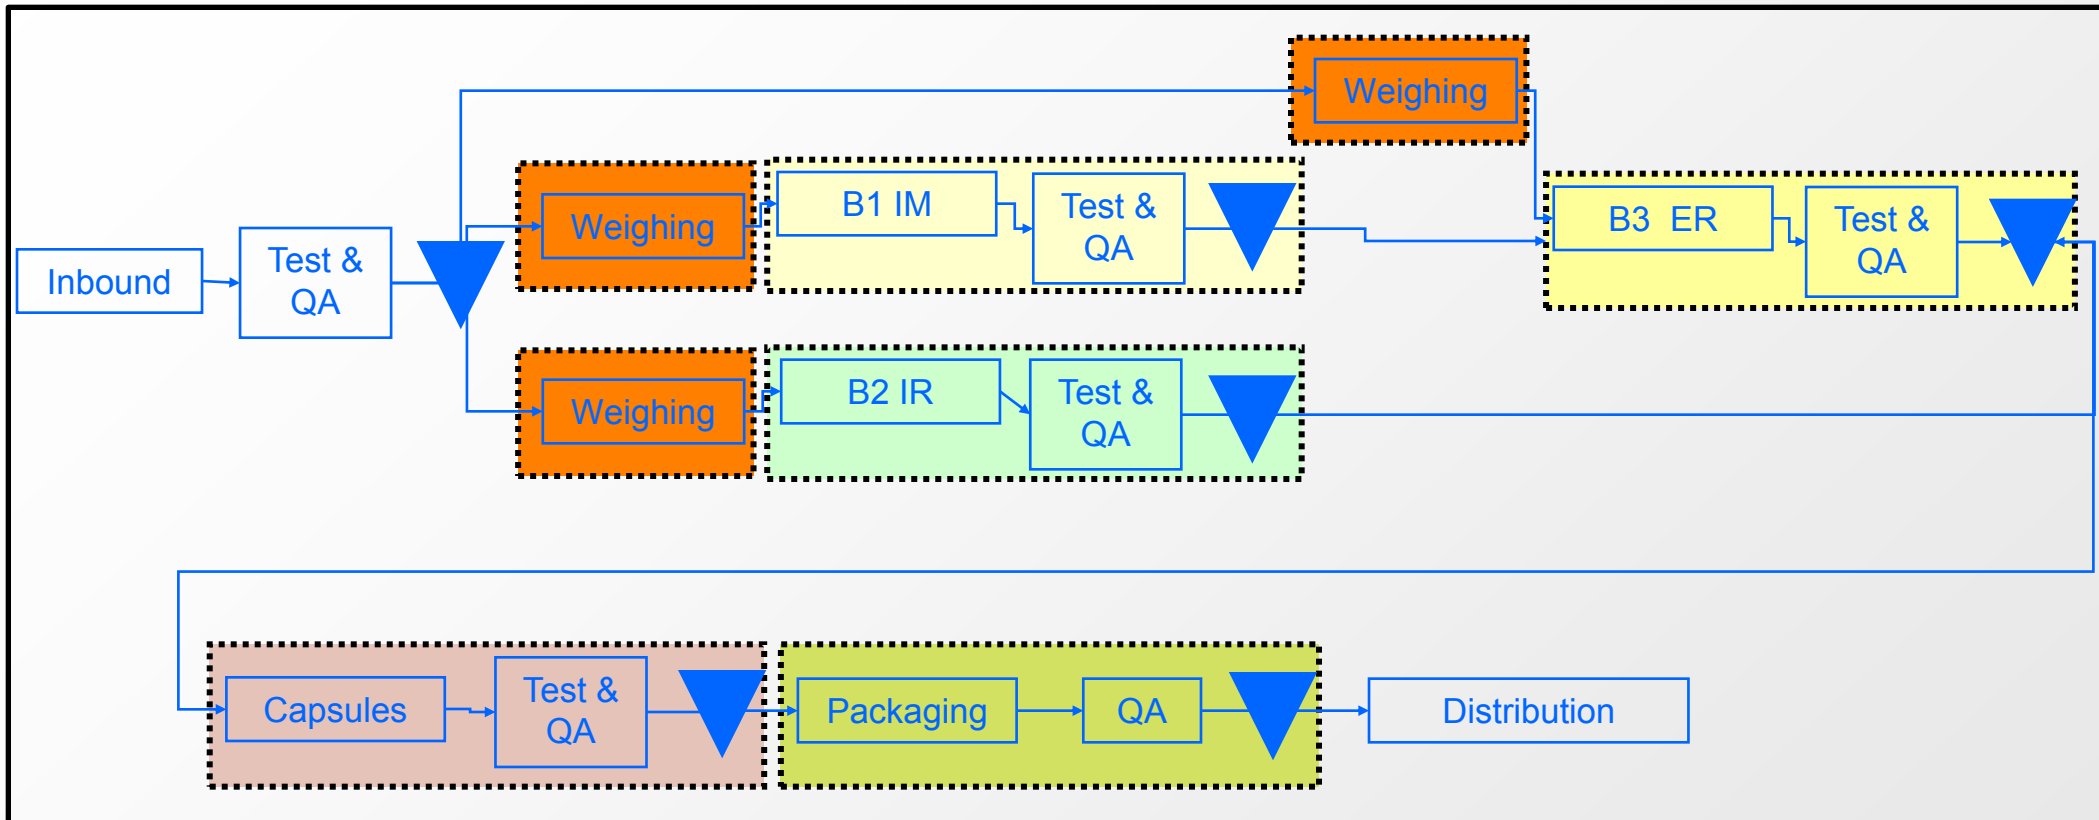 Weighing
Weighing
B1 IM
Test &
QA
B3  ER
Test &
QA
Inbound
Test &
QA
Weighing
B2 IR
Test &
QA
Capsules
Test &
QA
Packaging
QA
Distribution